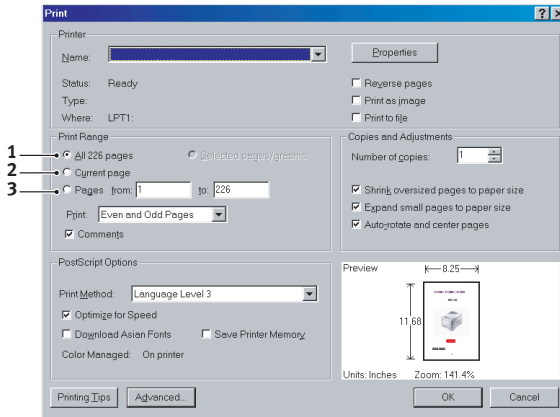 Print
Printer
Name:
Properties
Status: Ready
Type:
Where: LPT1:
Reverse pages
Print as image
Print to file
Print Range
1 All 226 pages
Selected pages/graphic
2 Current page
3 Pages from: 1 to: 226
Print: Even and Odd Pages
Comments
Copies and Adjustments
Number of copies: 1
Shrink oversized pages to paper size
Expand small pages to paper size
Auto-rotate and center pages
PostScript Options
Print Method: Language Level 3
Optimize for Speed
Download Asian Fonts
Save Printer Memory
Color Managed: On printer
Preview
8.25
11.68
Units: Inches Zoom: 141.4%
Printing Tips
Advanced...
OK
Cancel